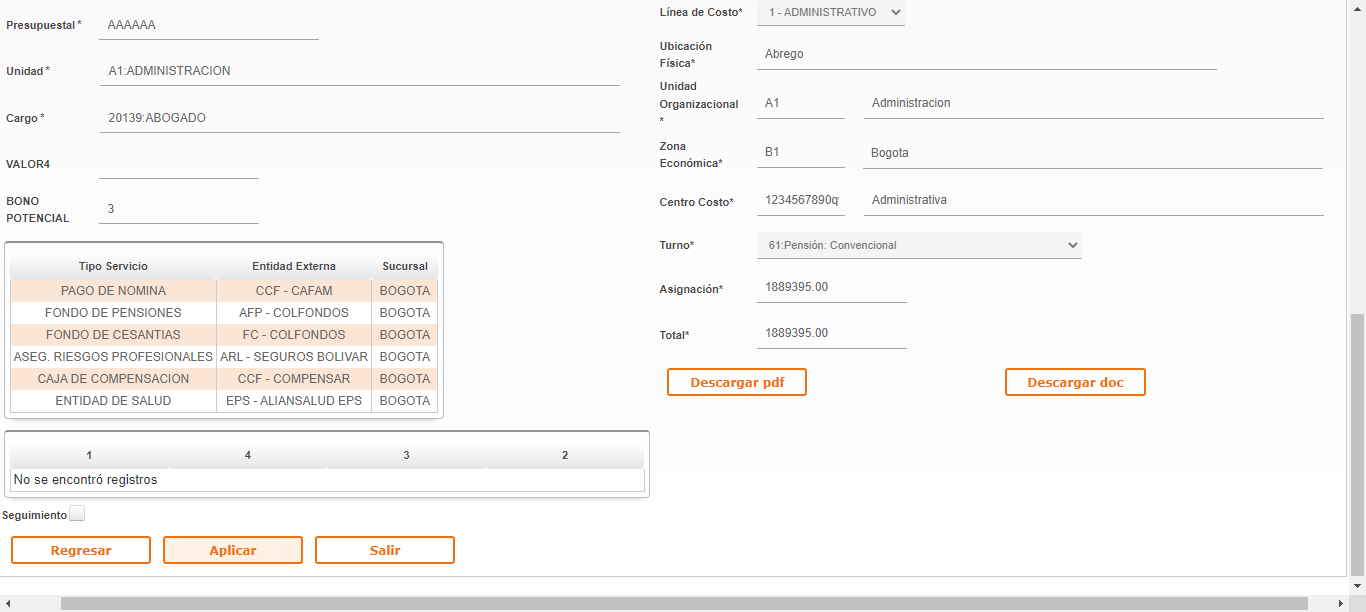 Presupuestal* AAAAAA
Unidad* A1:ADMINISTRACION
Cargo* 20139:ABOGADO
VALOR4
BONO
POTENCIAL 3
Tipo Servicio Entidad Externa Sucursal
PAGO DE NOMINA CCF - CAFAM BOGOTA
FONDO DE PENSIONES AFP - COLFONDOS BOGOTA
FONDO DE CESANTIAS FC - COLFONDOS BOGOTA
ASEG. RIESGOS PROFESIONALES ARL - SEGUROS BOLIVAR BOGOTA
CAJA DE COMPENSACION CCF - COMPENSAR BOGOTA
ENTIDAD DE SALUD EPS - ALIANSALUD EPS BOGOTA
1 4 3 2
No se encontró registros
Seguimiento
Regresar Aplicar Salir
Línea de Costo* 1 - ADMINISTRATIVO
Ubicación
Física* Abrego
Unidad
Organizacional A1 Administracion
*
Zona
Económica* B1 Bogota
Centro Costo* 1234567890q Administrativa
Turno* 61:Pensión: Convencional
Asignación* 1889395.00
Total* 1889395.00
Descargar pdf Descargar doc